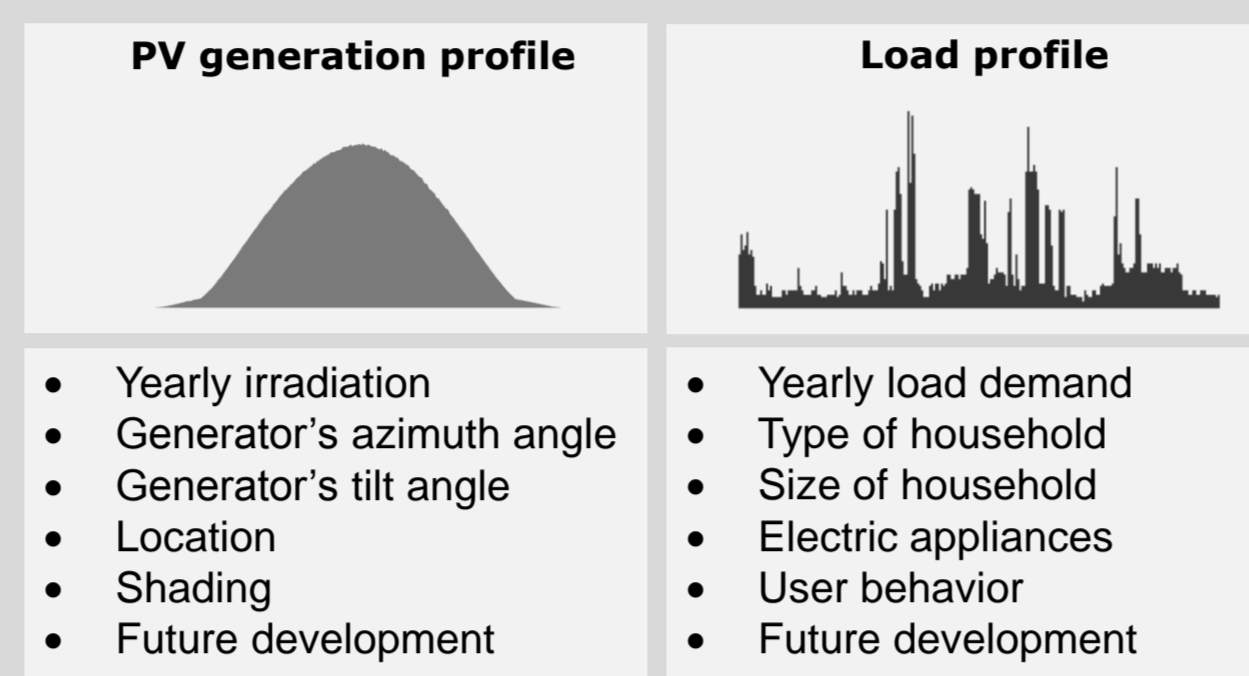 PV generation profile
Load profile
• Yearly irradiation
• Generator’s azimuth angle
• Generator’s tilt angle
• Location
• Shading
• Future development
• Yearly load demand
• Type of household
• Size of household
• Electric appliances
• User behavior
• Future development